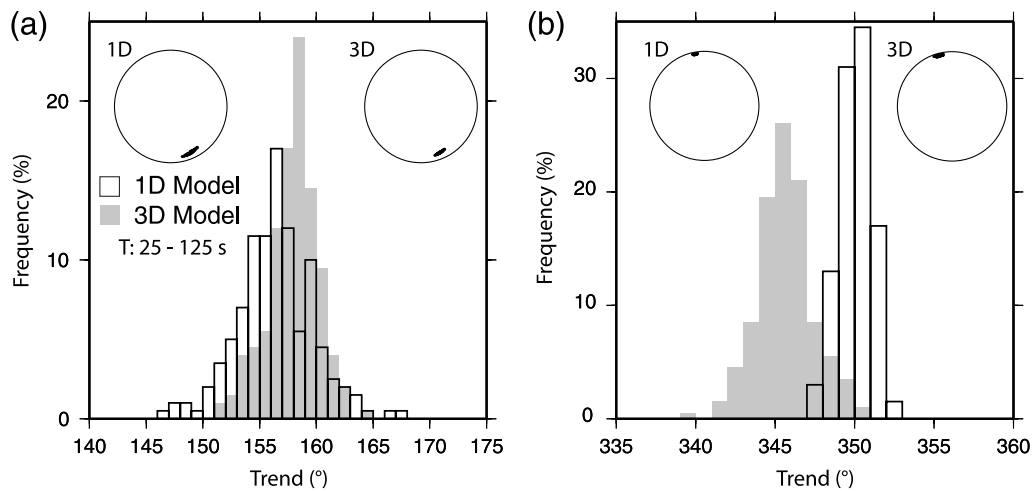 (a)
1D
3D
1D Model
3D Model
T: 25 - 125 s
Frequency (%)
20
10
0
140 145 150 155 160 165 170 175
Trend (°)
(b)
1D
3D
Frequency (%)
30
20
10
0
335 340 345 350 355 360
Trend (°)